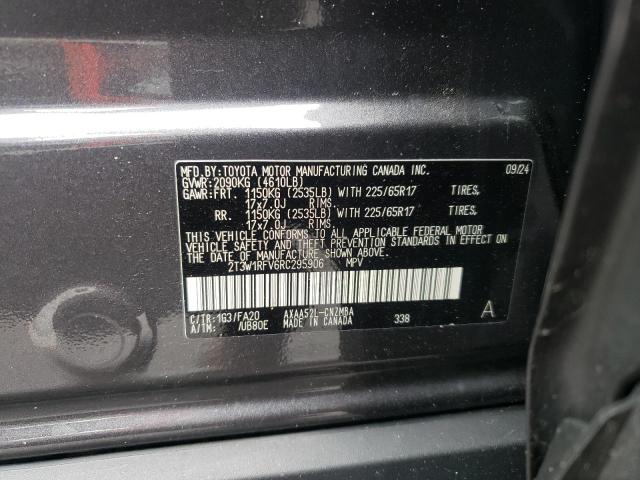 MFD.BY:TOYOTA MOTOR MANUFACTURING CANADA INC. 09/24
GVWR:2090KG (4610LB)
GAWR:FRT. 1150KG (2535LB) WITH 225/65R17 TIRES,
17x7.0J RIMS.
RR. 1150KG (2535LB) WITH 225/65R17 TIRES,
17x7.0J RIMS.
THIS VEHICLE CONFORMS TO ALL APPLICABLE FEDERAL MOTOR
VEHICLE SAFETY AND THEFT PREVENTION STANDARDS IN EFFECT
ON THE DATE OF MANUFACTURE SHOWN ABOVE.
2T3W1RFV6RC295906 MPV
C/TR:1G3/FA20 AXAA52L-CNZMBA A
A/TM: /UB80E MADE IN CANADA 338